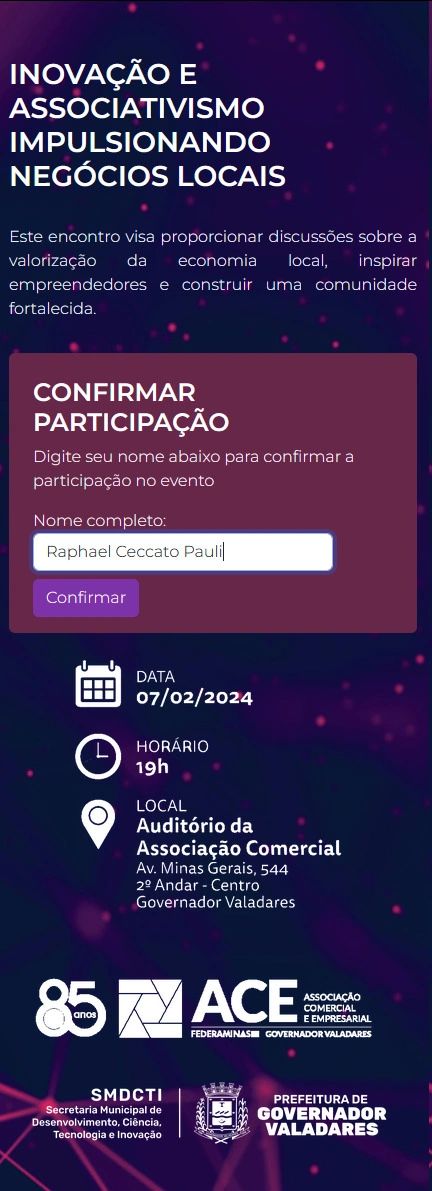 INOVAÇÃO E
ASSOCIATIVISMO
IMPULSIONANDO
NEGÓCIOS LOCAIS
Este encontro visa proporcionar discussões sobre a
valorização da economia local, inspirar
empreendedores e construir uma comunidade
fortalecida.
CONFIRMAR
PARTICIPAÇÃO
Digite seu nome abaixo para confirmar a
participação no evento
Nome completo:
Raphael Ceccato Pauli
Confirmar
DATA
07/02/2024
HORÁRIO
19h
LOCAL
Auditório da
Associação Comercial
Av. Minas Gerais, 544
2º Andar - Centro
Governador Valadares
85 anos
ACE
ASSOCIAÇÃO
COMERCIAL
E EMPRESARIAL
FEDERAMINAS GOVERNADOR VALADARES
SMDCTI
Secretaria Municipal de
Desenvolvimento, Ciência,
Tecnologia e Inovação
PREFEITURA DE
GOVERNADOR
VALADARES